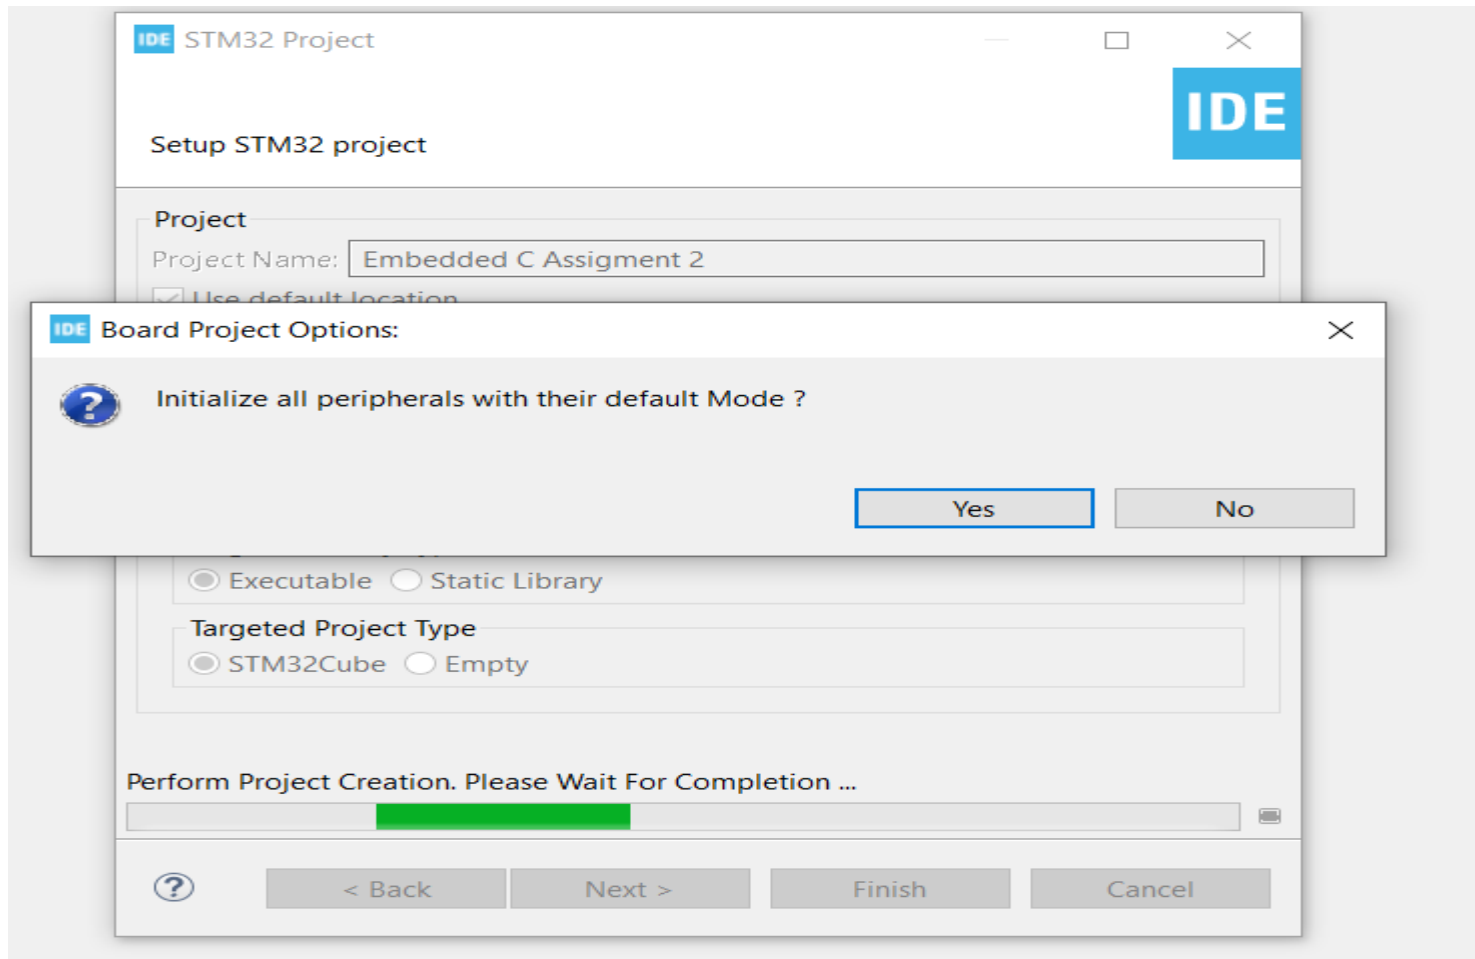 IDE STM32 Project
IDE
Setup STM32 project
Project
Project Name: Embedded C Assigment 2
Use default location
IDE Board Project Options:
? Initialize all peripherals with their default Mode ?
Yes No
Executable Static Library
Targeted Project Type
STM32Cube Empty
Perform Project Creation. Please Wait For Completion ...
? < Back Next > Finish Cancel